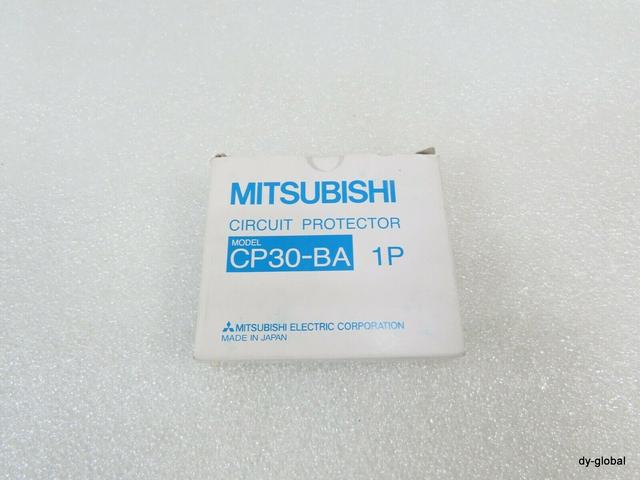 MITSUBISHI
CIRCUIT PROTECTOR
MODEL
CP30-BA 1P
MITSUBISHI ELECTRIC CORPORATION
MADE IN JAPAN
dy-global